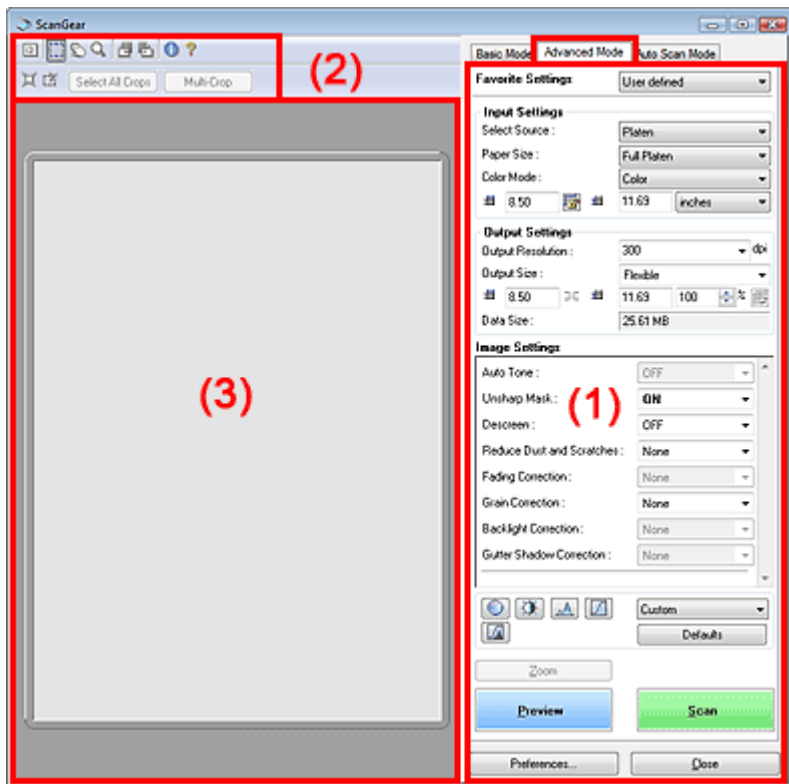 ScanGear
Basic Mode Advanced Mode Auto Scan Mode
(2)
Select All Crops Multi-Crop
Favorite Settings User defined
Input Settings
Select Source : Platen
Paper Size : Full Platen
Color Mode : Color
8.50 11.69 inches
Output Settings
Output Resolution : 300 dpi
Output Size : Flexible
8.50 11.69 100 %
Data Size : 25.61 MB
Image Settings
Auto Tone : OFF
Unsharp Mask : ON
(1)
Descreen : OFF
Reduce Dust and Scratches : None
Fading Correction : None
Grain Correction : None
Backlight Correction : None
Gutter Shadow Correction : None
(3)
Custom
Defaults
Zoom
Preview Scan
Preferences... Close